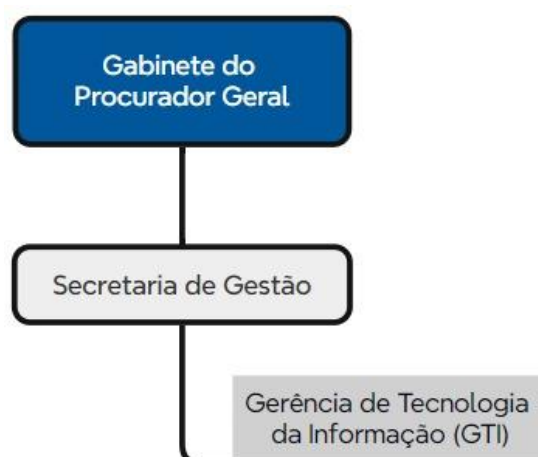 Gabinete do
Procurador Geral
Secretaria de Gestão
Gerência de Tecnologia
da Informação (GTI)